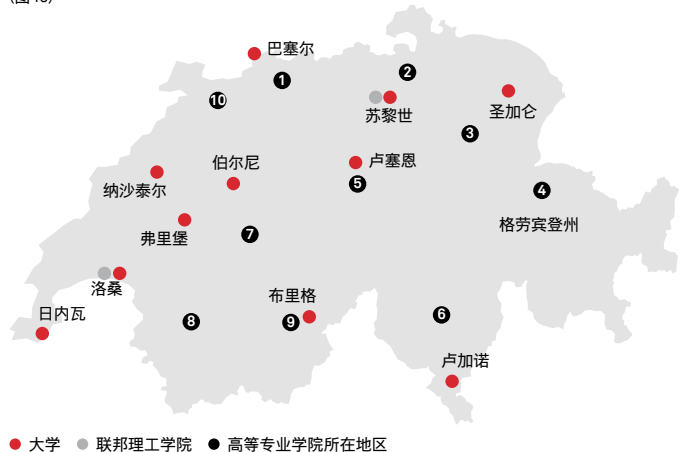 巴塞尔
1
2
10
苏黎世
圣加仑
3
伯尔尼
卢塞恩
纳沙泰尔
5
4
格劳宾登州
弗里堡
7
洛桑
布里格
日内瓦
8
9
6
卢加诺
大学 联邦理工学院 高等专业学院所在地区